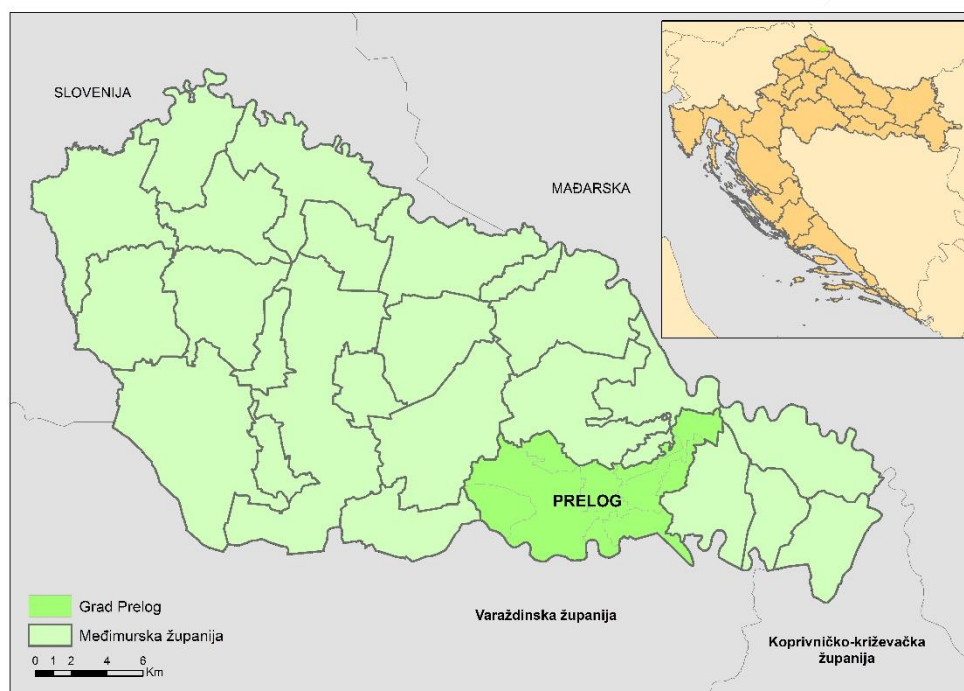 SLOVENIJA
MAĐARSKA
PRELOG
Varaždinska županija
Koprivničko-križevačka
županija
Grad Prelog
Međimurska županija
0 1 2 4 6
Km